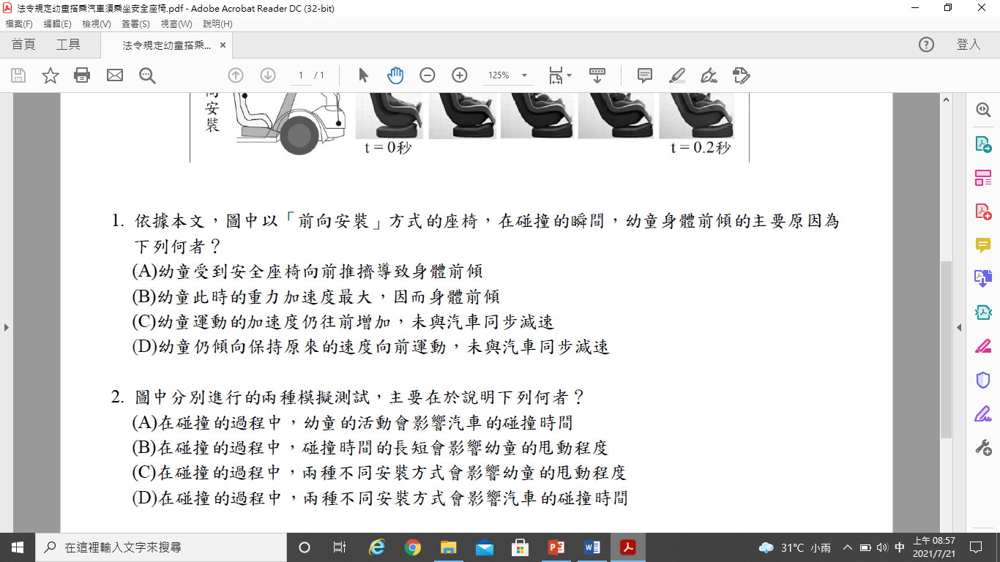 法令規定幼童搭乘汽車須乘坐安全座椅.pdf - Adobe Acrobat Reader DC (32-bit)
檔案(F) 編輯(E) 檢視(V) 簽署(S) 視窗(W) 說明(H)
首頁 工具 法令規定幼童搭乘... × 登入
1 / 1 125%
向安裝
t = 0秒 t = 0.2秒
1. 依據本文，圖中以「前向安裝」方式的座椅，在碰撞的瞬間，幼童身體前傾的主要原因為
下列何者？
(A)幼童受到安全座椅向前推擠導致身體前傾
(B)幼童此時的重力加速度最大，因而身體前傾
(C)幼童運動的加速度仍往前增加，未與汽車同步減速
(D)幼童仍傾向保持原來的速度向前運動，未與汽車同步減速
2. 圖中分別進行的兩種模擬測試，主要在於說明下列何者？
(A)在碰撞的過程中，幼童的活動會影響汽車的碰撞時間
(B)在碰撞的過程中，碰撞時間的長短會影響幼童的甩動程度
(C)在碰撞的過程中，兩種不同安裝方式會影響幼童的甩動程度
(D)在碰撞的過程中，兩種不同安裝方式會影響汽車的碰撞時間
在這裡輸入文字來搜尋
31°C 小雨 中 上午 08:57
2021/7/21